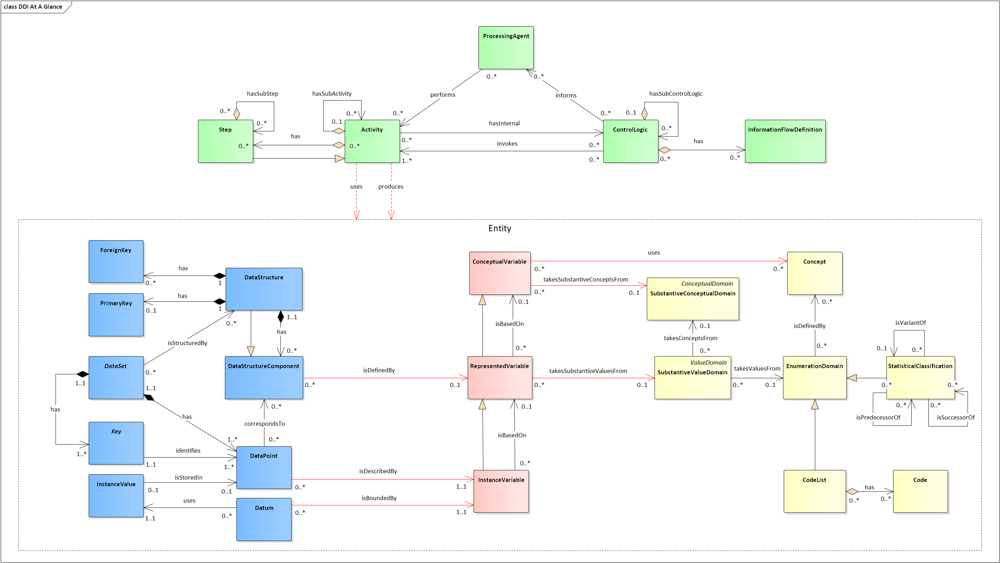 class DDI At A Glance
ProcessingAgent
0..*
0..*
performs
informs
hasSubStep
hasSubActivity
hasSubControlLogic
0..*
0..*
0..*
0..*
0..1
0..1
0..*
0..*
Step
Activity
hasInternal
ControlLogic
InformationFlowDefinition
has
0..*
0..*
0..*
invokes
0..*
0..*
has
1..*
0..*
0..*
0..*
uses
produces
Entity
ForeignKey
has
0..*
1
DataStructure
PrimaryKey
has
0..1
1
ConceptualVariable
uses
0..*
0..*
Concept
takesSubstantiveConceptsFrom
0..*
0..1
ConceptualDomain
SubstantiveConceptualDomain
0..1
0..*
0..*
1..1
has
0..*
isStructuredBy
isBasedOn
0..*
0..1
takesConceptsFrom
0..*
isDefinedBy
0..*
isVariantOf
0..1
0..*
DataSet
0..*
1..1
1..1
DataStructureComponent
isDefinedBy
0..*
0..1
RepresentedVariable
takesSubstantiveValuesFrom
0..*
0..1
ValueDomain
SubstantiveValueDomain
takesValuesFrom
0..*
0..1
EnumerationDomain
StatisticalClassification
0..*
0..*
0..*
0..*
isPredecessorOf
isSuccessorOf
has
has
0..*
correspondsTo
0..*
0..1
isBasedOn
0..*
Key
1..*
1..*
identifies
1..1
1..*
DataPoint
InstanceValue
isStoredIn
0..1
0..1
isDescribedBy
0..*
1..1
InstanceVariable
uses
1..1
0..*
Datum
isBoundedBy
0..*
1..1
CodeList
has
0..*
0..*
Code